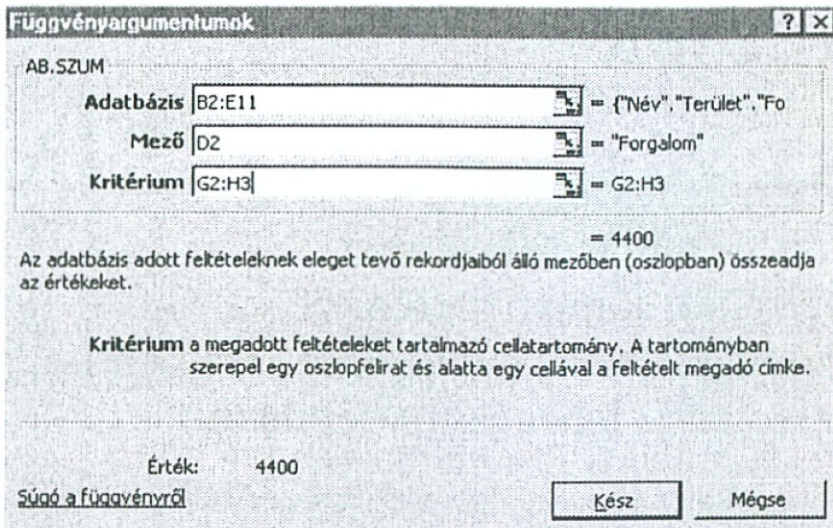 Függvényargumentumok ? ×
AB.SZUM
Adatbázis B2:E11 = {"Név"."Terület"."Fo
Mező D2 = "Forgalom"
Kritérium G2:H3 = G2:H3
= 4400
Az adatbázis adott feltételeknek eleget tevő rekordjaiból álló mezőben (oszlopban) összeadja
az értékeket.
Kritérium a megadott feltételeket tartalmazó cellatartomány. A tartományban
szerepel egy oszlopfelirat és alatta egy cellával a feltételt megadó címke.
Érték: 4400
Súgó a függvényről Kész Mégse